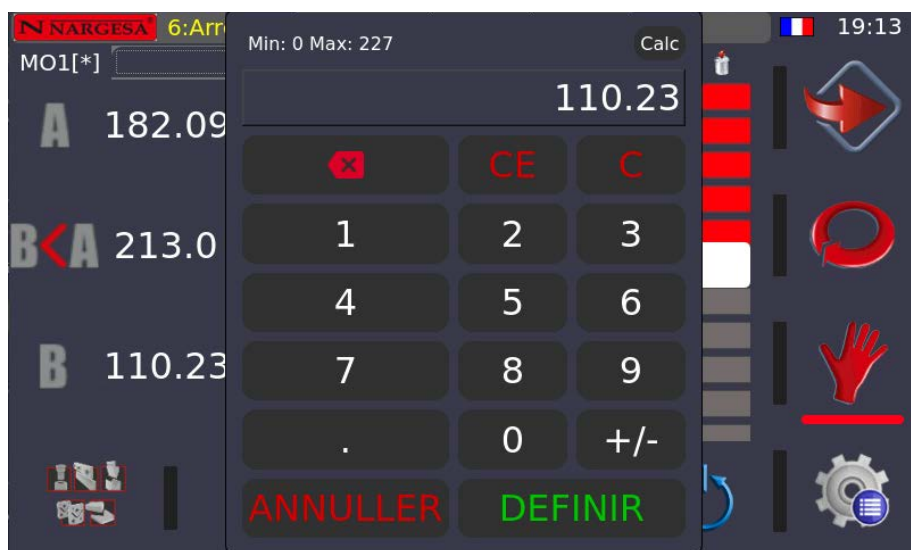 NARGESA 6:Arr
19:13
MO1[*]
Min: 0 Max: 227
Calc
110.23
A 182.09
B<A 213.0
B 110.23
CE C
1 2 3
4 5 6
7 8 9
. 0 +/-
ANNULLER DEFINIR